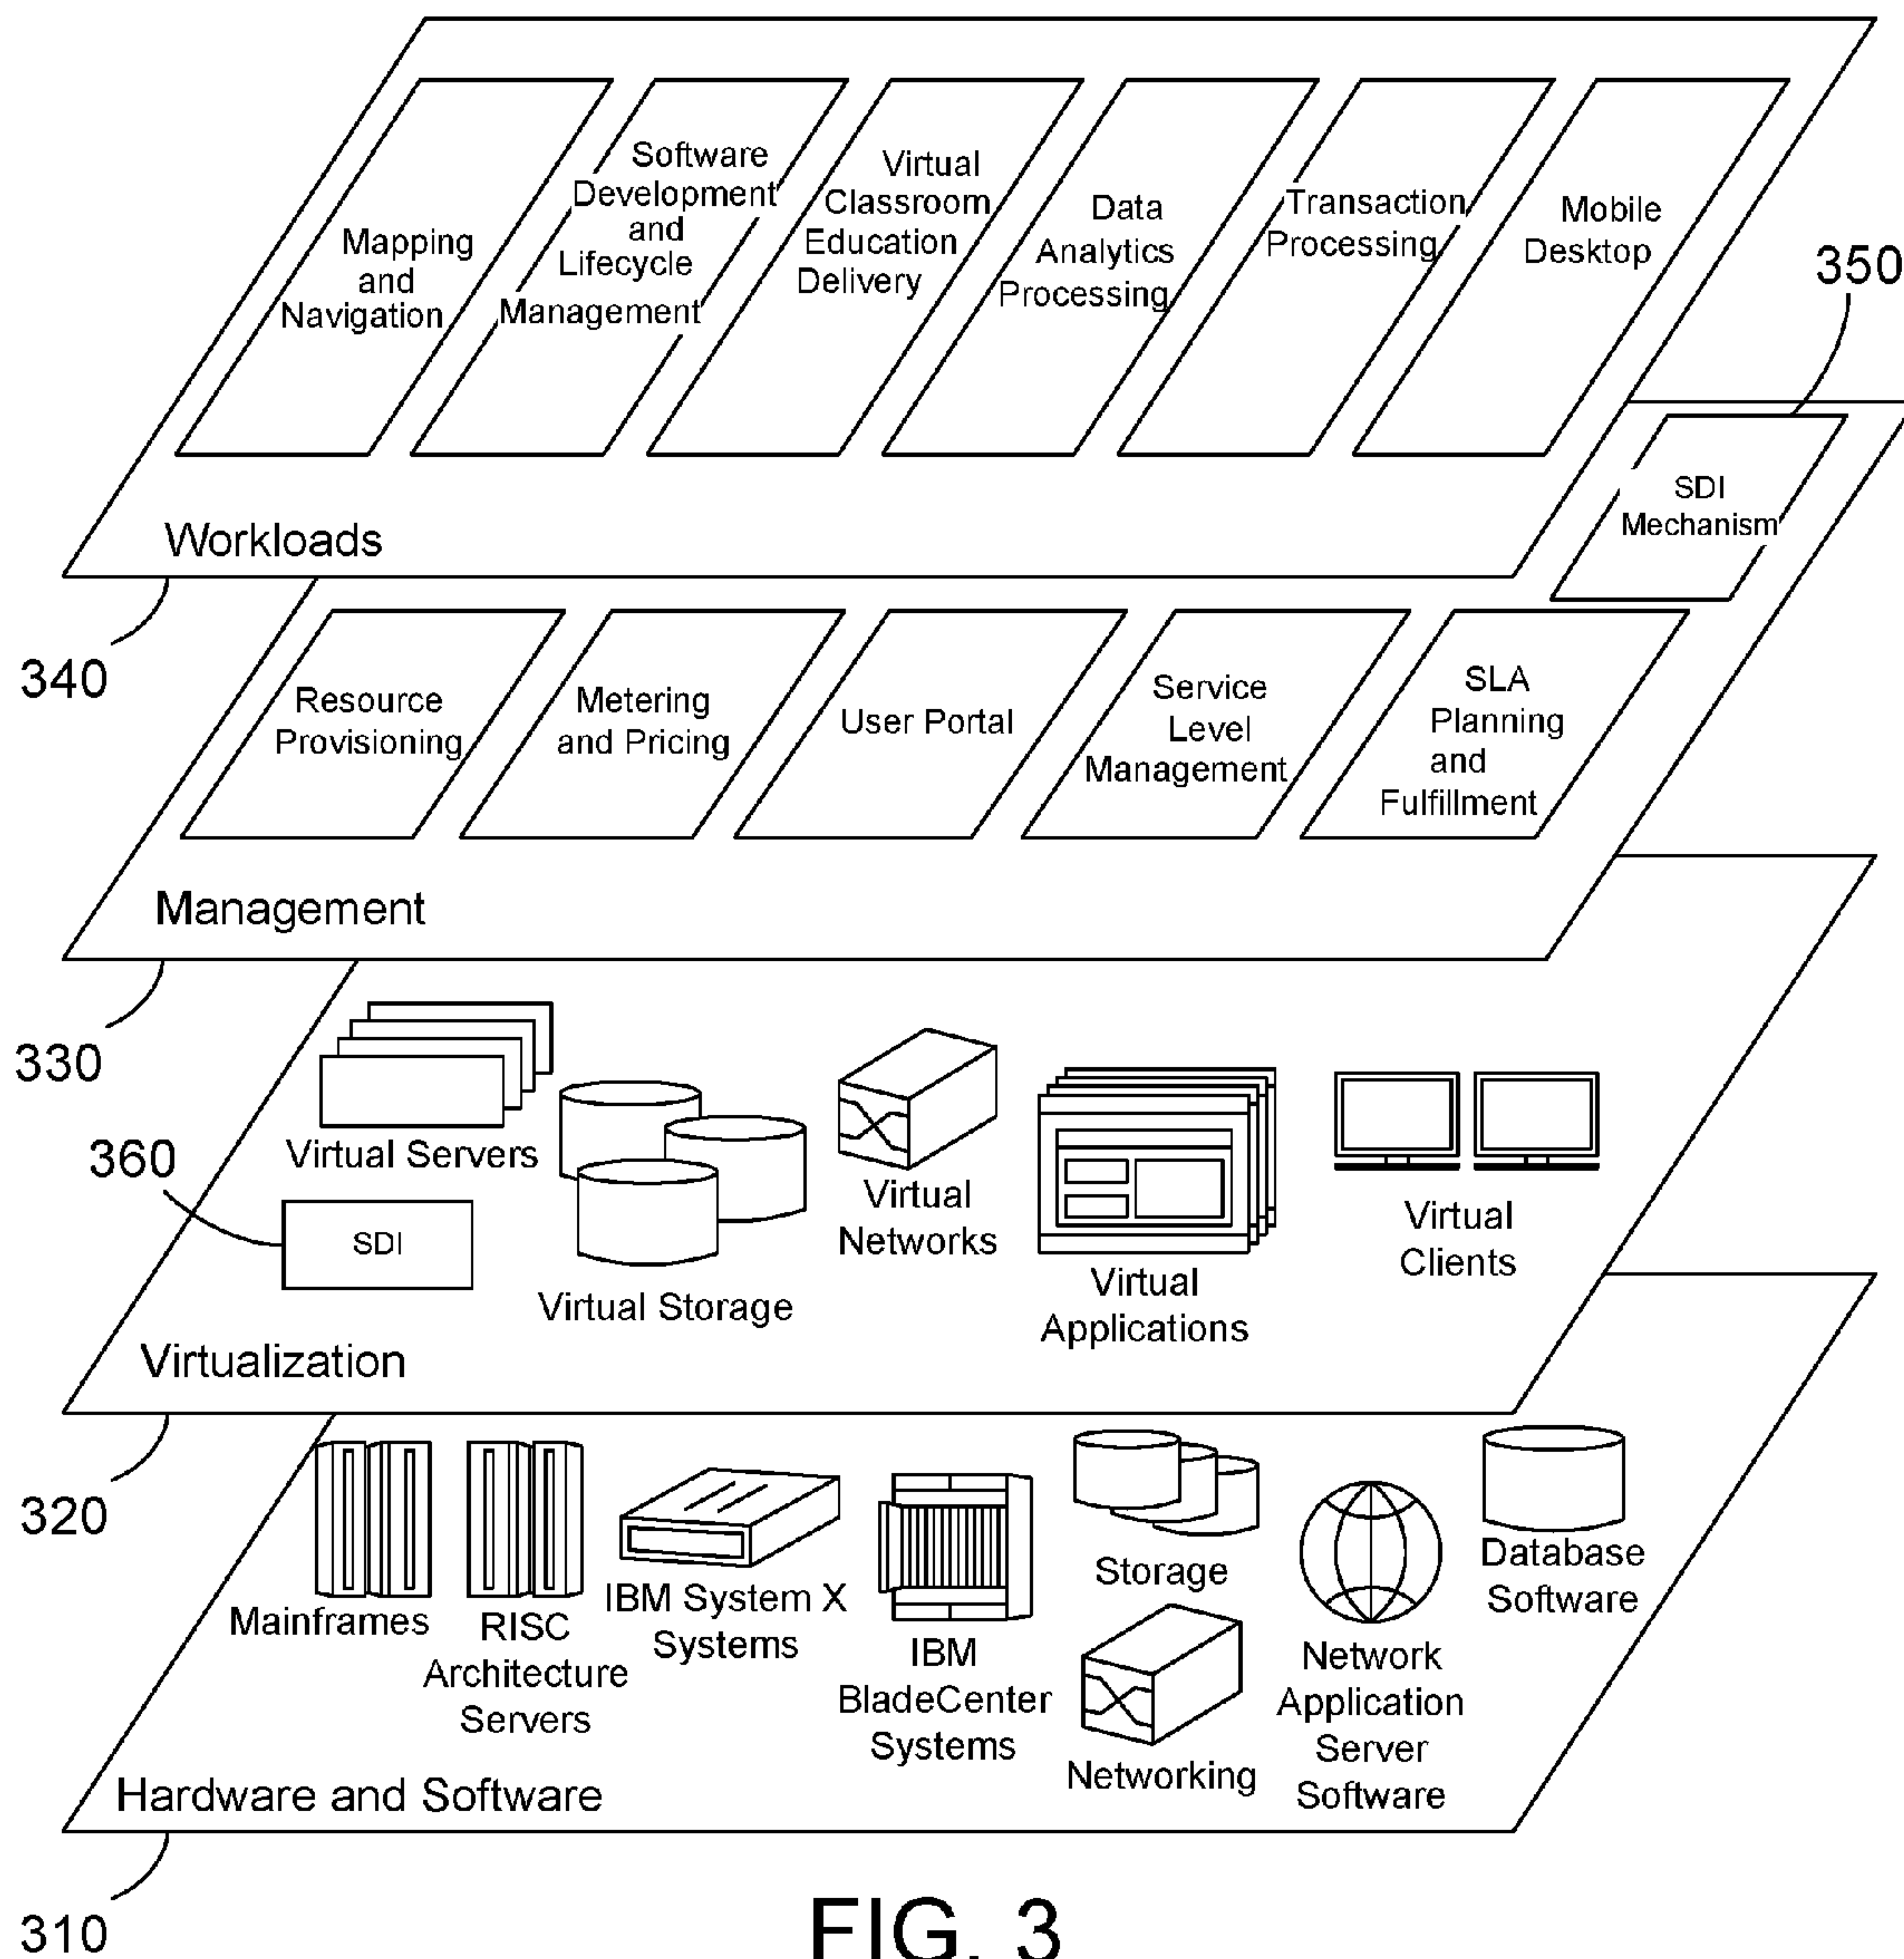 Mapping
and
Navigation
Software
Development
and
Lifecycle
Management
Virtual
Classroom
Education
Delivery
Data
Analytics
Processing
Transaction
Processing
Mobile
Desktop
350
SDI
Mechanism
Workloads
340
Resource
Provisioning
Metering
and Pricing
User Portal
Service
Level
Management
SLA
Planning
and
Fulfillment
Management
330
Virtual Servers
360
SDI
Virtual Storage
Virtual
Networks
Virtual
Applications
Virtual
Clients
Virtualization
320
Mainframes
RISC
Architecture
Servers
IBM System X
Systems
IBM
BladeCenter
Systems
Storage
Networking
Network
Application
Server
Software
Database
Software
Hardware and Software
310
FIG. 3